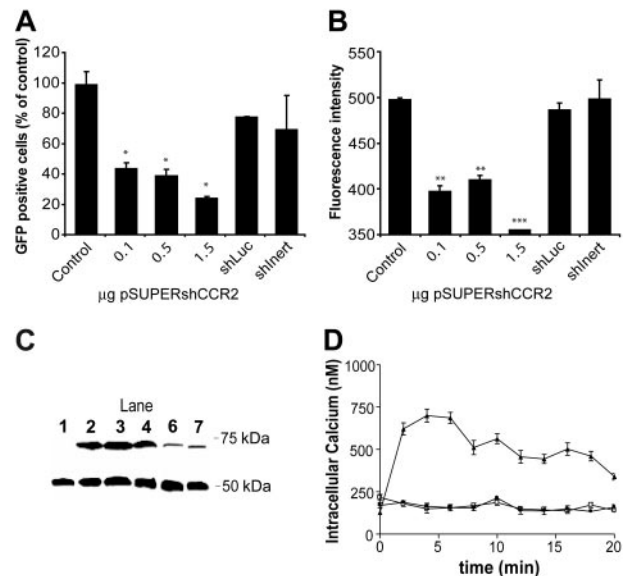 A
GFP positive cells (% of control)
120
100
80
60
40
20
0
*
*
*
Control
0.1
0.5
1.5
shLuc
shInert
µg pSUPERshCCR2
B
Fluorescence intensity
550
500
450
400
350
**
**
***
Control
0.1
0.5
1.5
shLuc
shInert
µg pSUPERshCCR2
C
Lane
1 2 3 4 6 7
-75 kDa
-50 kDa
D
Intracellular Calcium (nM)
1000
750
500
250
0
0 5 10 15 20
time (min)